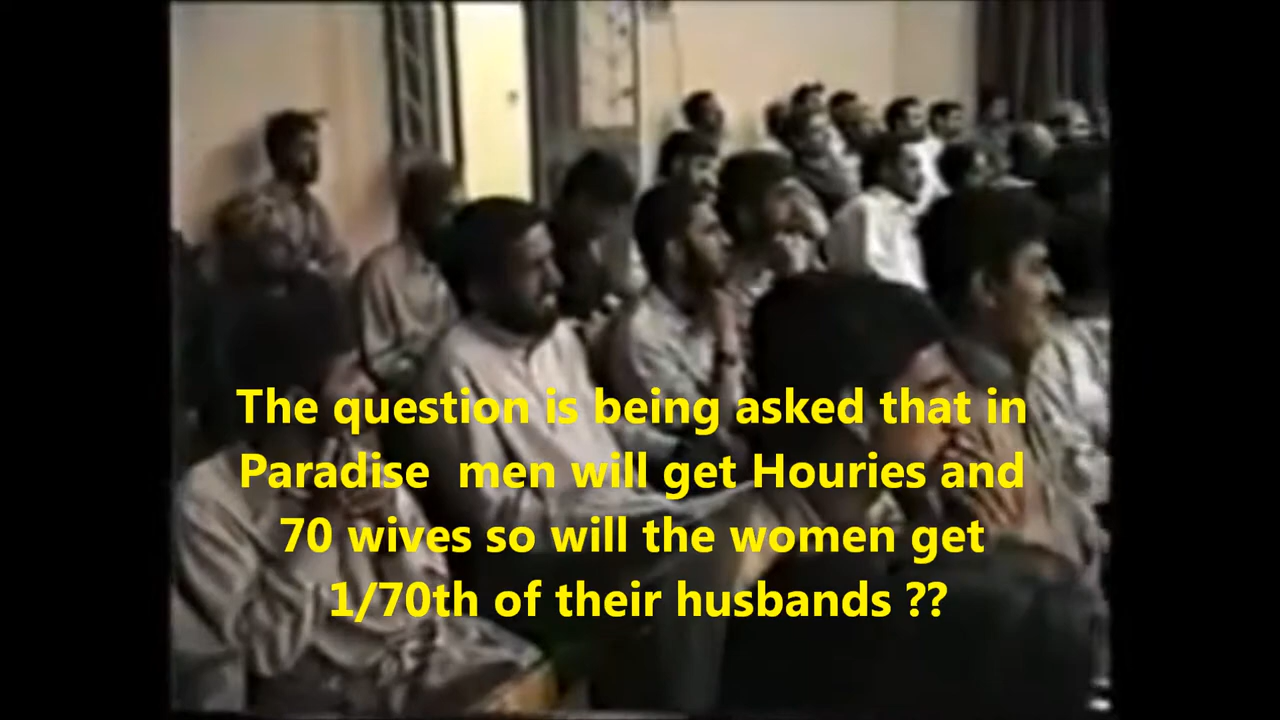 The question is being asked that in
Paradise  men will get Houries and
70 wives so will the women get
1/70th of their husbands ??